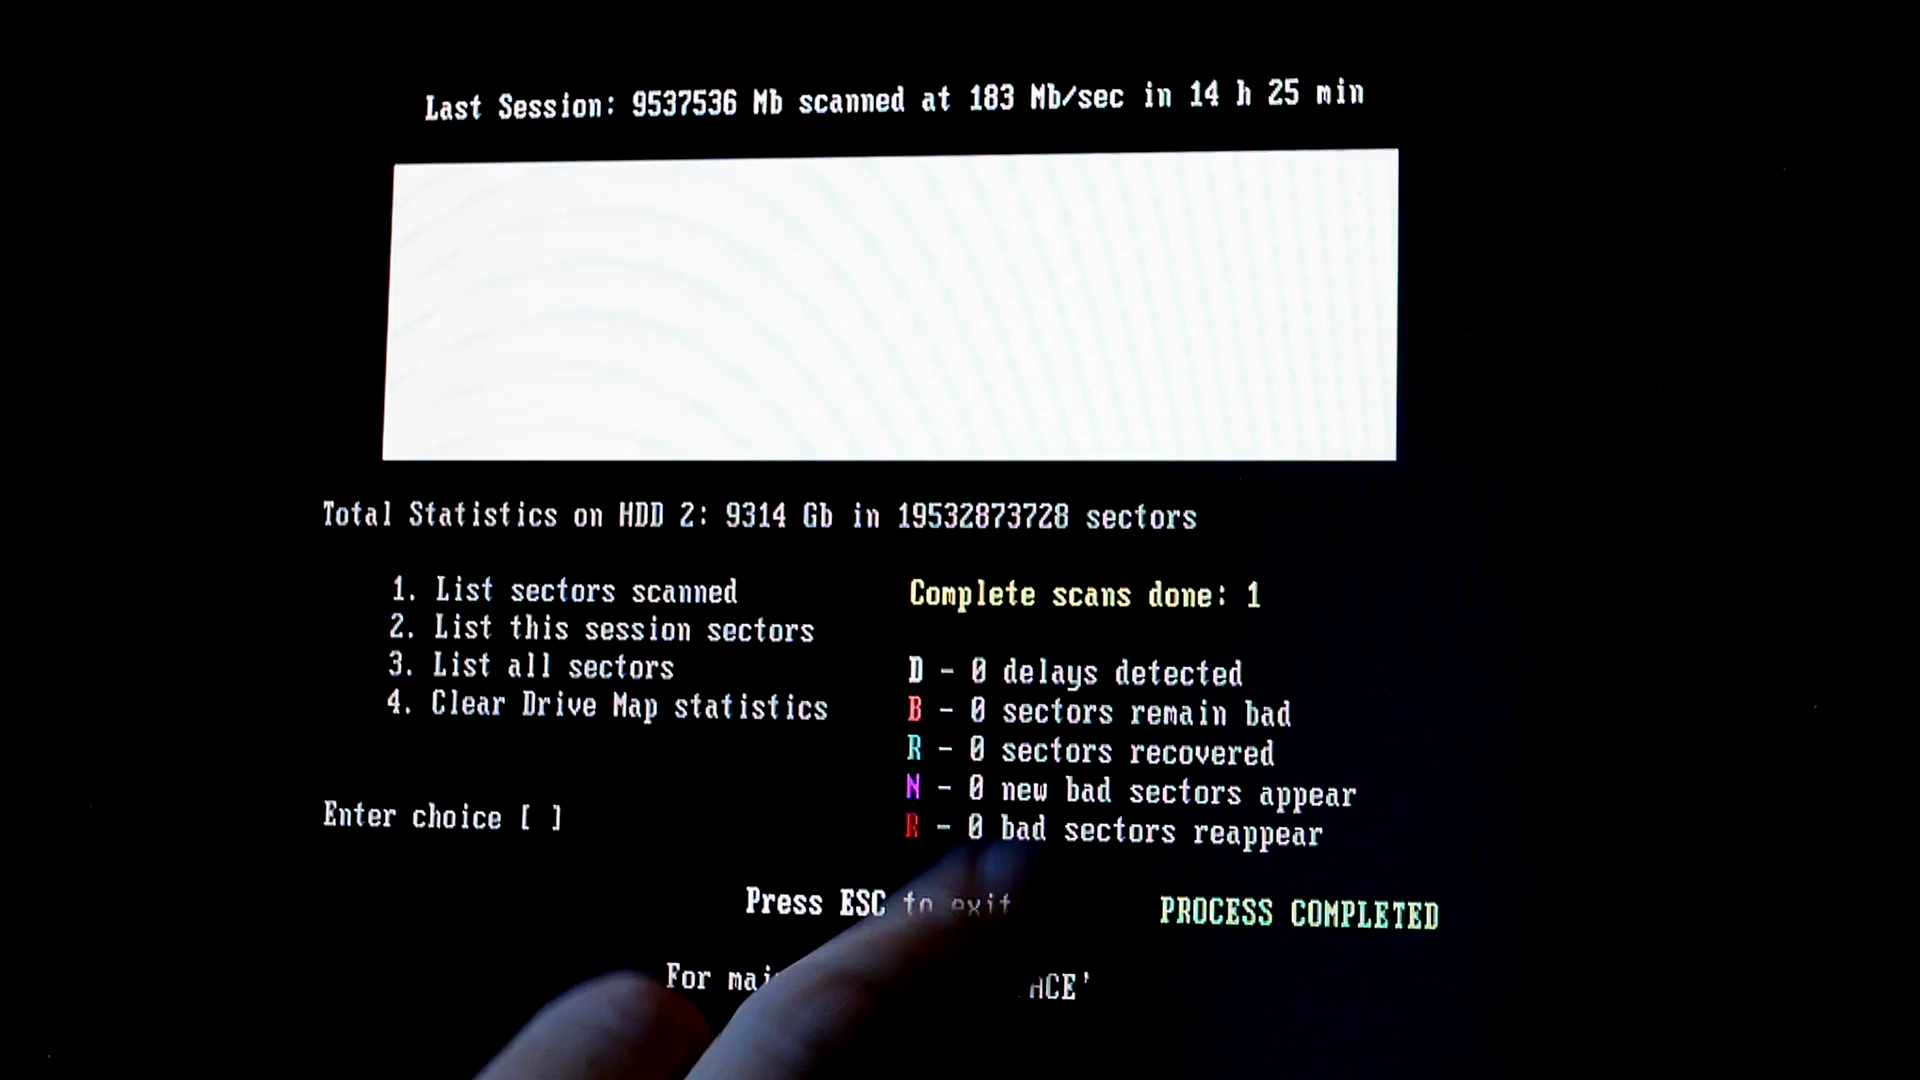 Last Session: 9537536 Mb scanned at 183 Mb/sec in 14 h 25 min
Total Statistics on HDD 2: 9314 Gb in 19532873728 sectors
1. List sectors scanned
2. List this session sectors
3. List all sectors
4. Clear Drive Map statistics
Enter choice [ ]
Complete scans done: 1
D - 0 delays detected
B - 0 sectors remain bad
R - 0 sectors recovered
N - 0 new bad sectors appear
R - 0 bad sectors reappear
Press ESC to exit
PROCESS COMPLETED
For